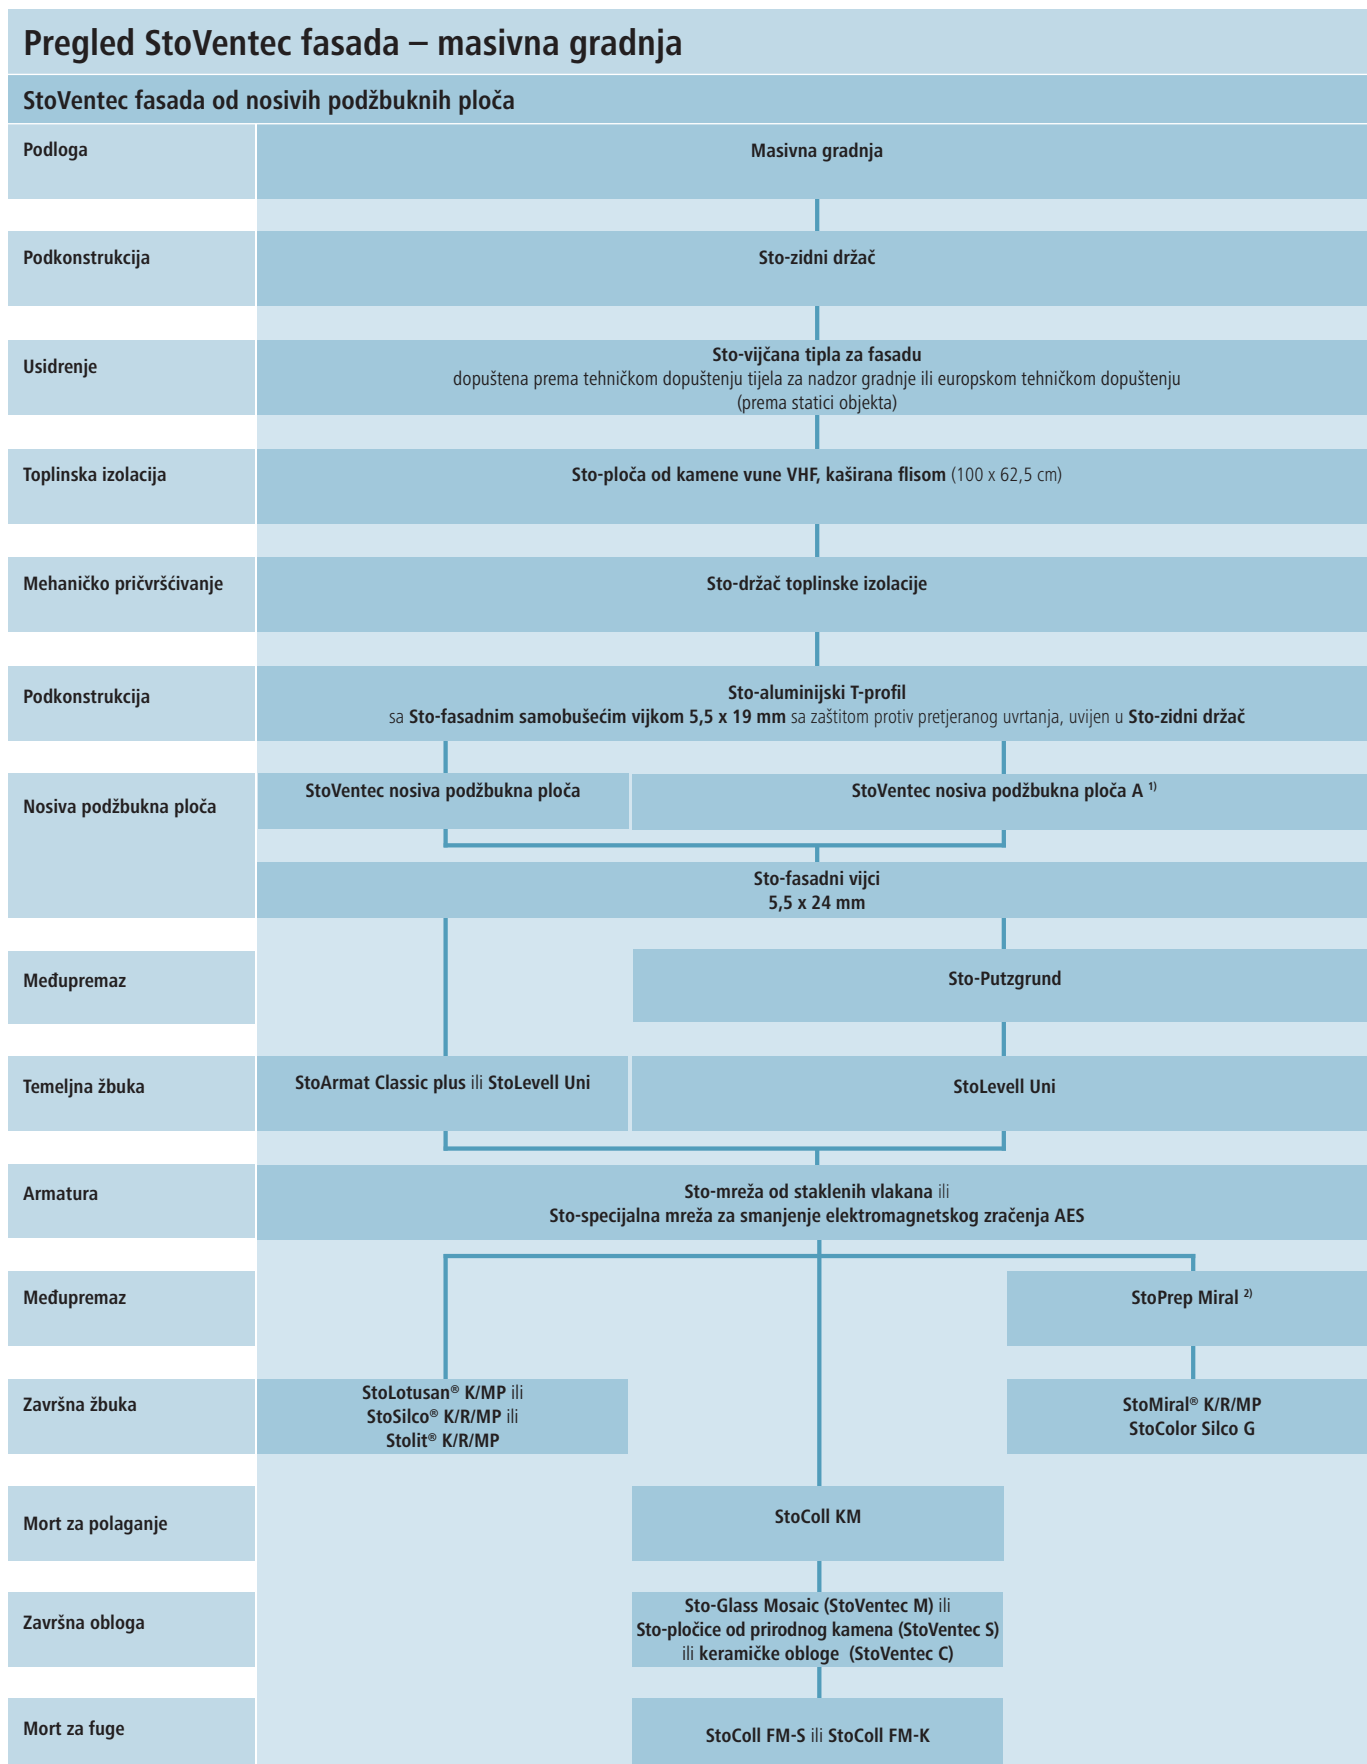 Pregled StoVentec fasada – masivna gradnja
StoVentec fasada od nosivih podžbuknih ploča
Podloga
Masivna gradnja
Podkonstrukcija
Sto-zidni držač
Usidrenje
Sto-vijčana tipla za fasadu
dopuštena prema tehničkom dopuštenju tijela za nadzor gradnje ili europskom tehničkom dopuštenju
(prema statici objekta)
Toplinska izolacija
Sto-ploča od kamene vune VHF, kaširana flisom (100 x 62,5 cm)
Mehaničko pričvršćivanje
Sto-držač toplinske izolacije
Podkonstrukcija
Sto-aluminijski T-profil
sa Sto-fasadnim samobušećim vijkom 5,5 x 19 mm sa zaštitom protiv pretjeranog uvrtanja, uvijen u Sto-zidni držač
Nosiva podžbukna ploča
StoVentec nosiva podžbukna ploča
StoVentec nosiva podžbukna ploča A 1)
Sto-fasadni vijci
5,5 x 24 mm
Međupremaz
Sto-Putzgrund
Temeljna žbuka
StoArmat Classic plus ili StoLevell Uni
StoLevell Uni
Armatura
Sto-mreža od staklenih vlakana ili
Sto-specijalna mreža za smanjenje elektromagnetskog zračenja AES
Međupremaz
StoPrep Miral 2)
Završna žbuka
StoLotusan® K/MP ili
StoSilco® K/R/MP ili
Stolit® K/R/MP
StoMiral® K/R/MP
StoColor Silco G
Mort za polaganje
StoColl KM
Završna obloga
Sto-Glass Mosaic (StoVentec M) ili
Sto-pločice od prirodnog kamena (StoVentec S)
ili keramičke obloge (StoVentec C)
Mort za fuge
StoColl FM-S ili StoColl FM-K